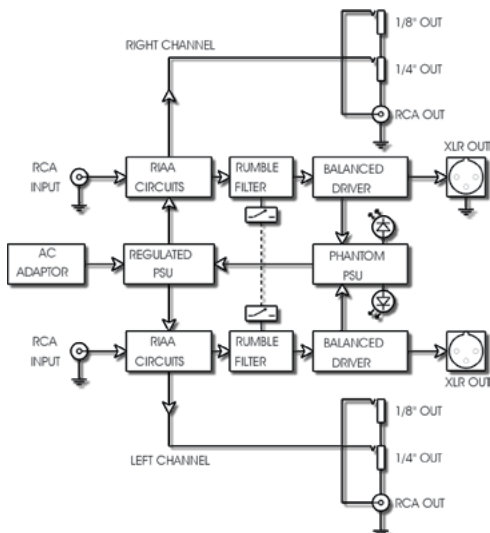 1/8" OUT
RIGHT CHANNEL
1/4" OUT
RCA OUT
XLR OUT
RCA
INPUT
RIAA
CIRCUITS
RUMBLE
FILTER
BALANCED
DRIVER
AC
ADAPTOR
REGULATED
PSU
PHANTOM
PSU
RCA
INPUT
RIAA
CIRCUITS
RUMBLE
FILTER
BALANCED
DRIVER
XLR OUT
1/8" OUT
LEFT CHANNEL
1/4" OUT
RCA OUT